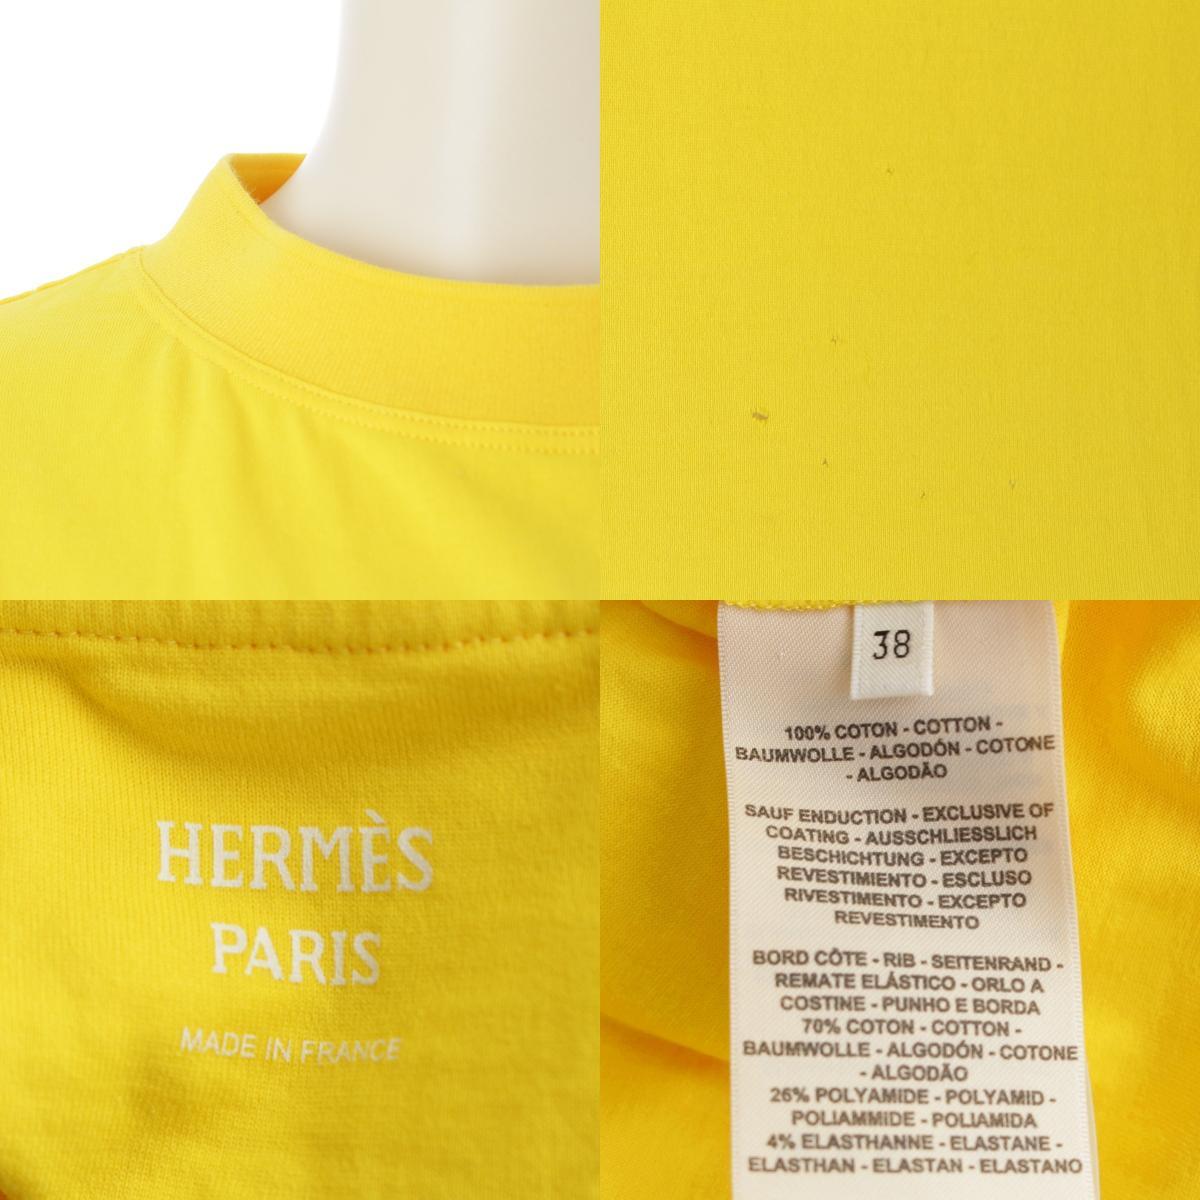 HERMÈS
PARIS
MADE IN FRANCE
38
100% COTON - COTTON -
BAUMWOLLE - ALGODÓN - COTONE
- ALGODÃO
SAUF ENDUCTION - EXCLUSIVE OF
COATING - AUSSCHLIESSLICH
BESCHICHTUNG - EXCEPTO
REVESTIMIENTO - ESCLUSO
RIVESTIMENTO - EXCEPTO
REVESTIMENTO
BORD CÔTE - RIB - SEITENRAND -
REMATE ELÁSTICO - ORLO A
COSTINE - PUNHO E BORDA
70% COTON - COTTON -
BAUMWOLLE - ALGODÓN - COTONE
- ALGODÃO
26% POLYAMIDE - POLYAMID -
POLIAMMIDE - POLIAMIDA
4% ELASTHANNE - ELASTANE -
ELASTHAN - ELASTAN - ELASTANO